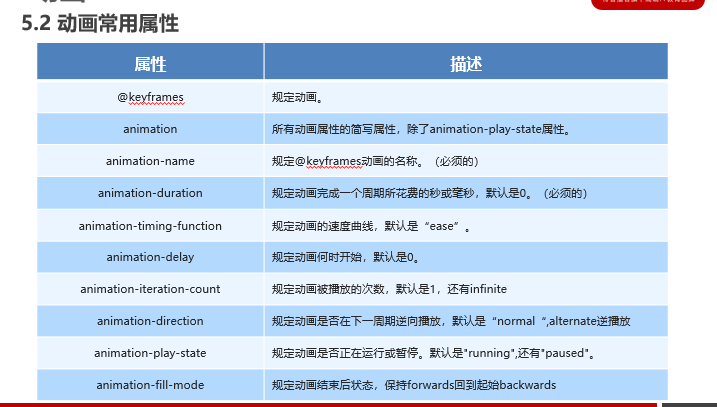 5.2 动画常用属性
属性 描述
@keyframes 规定动画。
animation 所有动画属性的简写属性，除了animation-play-state属性。
animation-name 规定@keyframes动画的名称。（必须的）
animation-duration 规定动画完成一个周期所花费的秒或毫秒，默认是0。（必须的）
animation-timing-function 规定动画的速度曲线，默认是“ease”。
animation-delay 规定动画何时开始，默认是0。
animation-iteration-count 规定动画被播放的次数，默认是1，还有infinite
animation-direction 规定动画是否在下一周期逆向播放，默认是“normal“,alternate逆播放
animation-play-state 规定动画是否正在运行或暂停。默认是"running",还有"paused"。
animation-fill-mode 规定动画结束后状态，保持forwards回到起始backwards